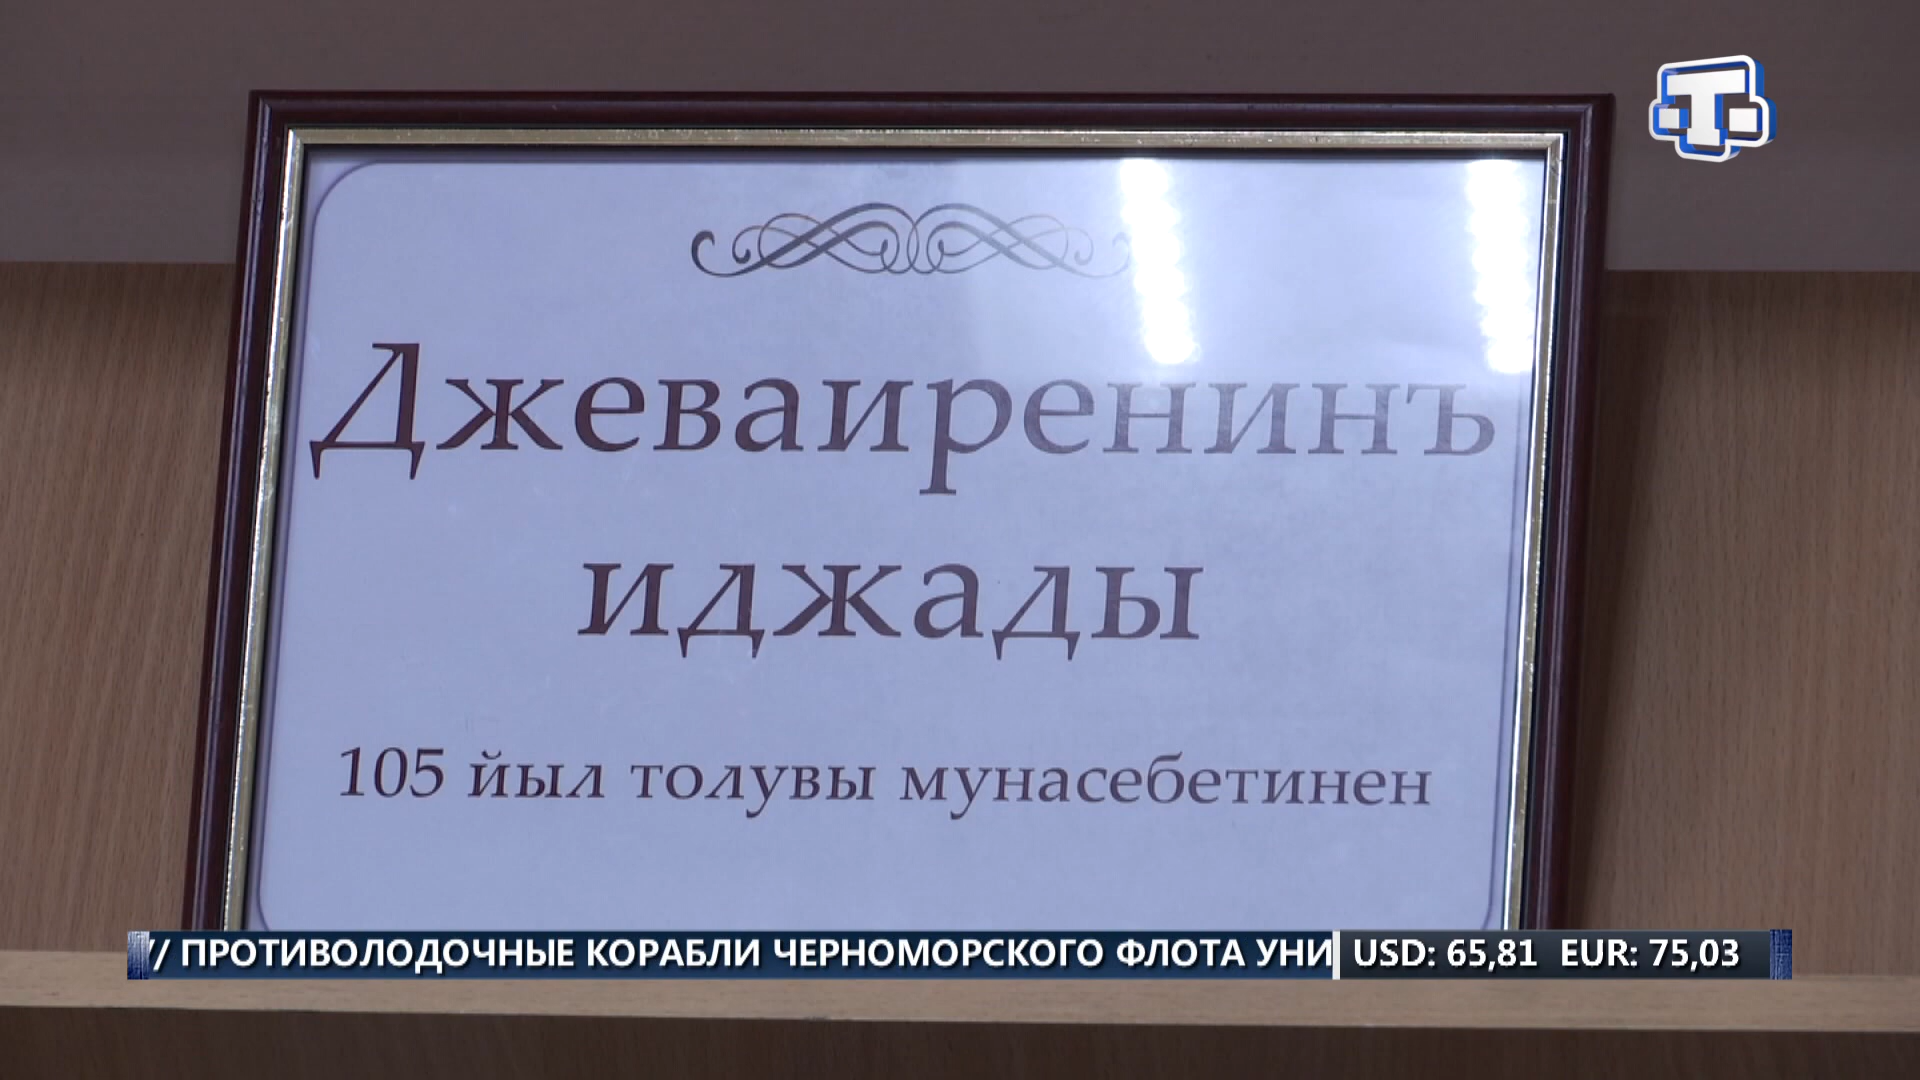 Т
Джеваиренинъ
иджады
105 йыл толувы мунасебетинен
// ПРОТИВОЛОДОЧНЫЕ КОРАБЛИ ЧЕРНОМОРСКОГО ФЛОТА УНИ USD: 65,81 EUR: 75,03